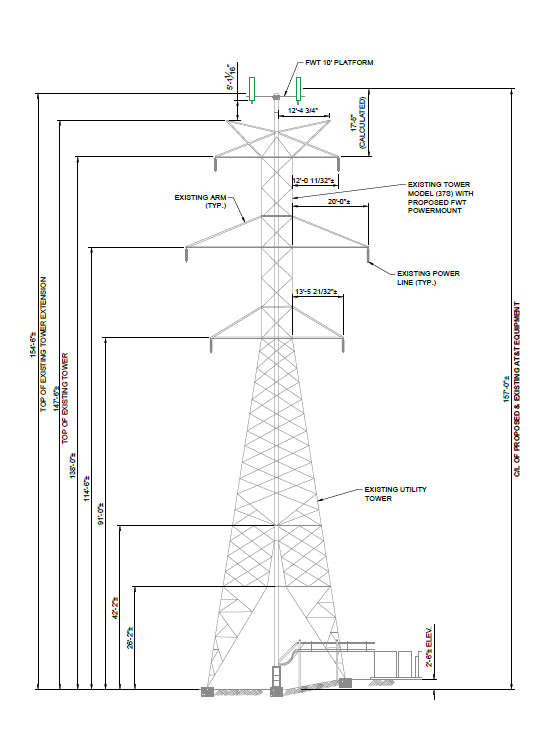 FWT 10' PLATFORM
5'-1 1/16"
12'-4 3/4"
17'-5"
(CALCULATED)
12'-0 11/32"±
EXISTING TOWER
MODEL (37S) WITH
PROPOSED FWT
POWERMOUNT
EXISTING ARM
(TYP.)
20'-0"±
EXISTING POWER
LINE (TYP.)
13'-5 21/32"±
154'-6"±
TOP OF EXISTING TOWER EXTENSION
147'-6"±
TOP OF EXISTING TOWER
138'-0"±
114'-6"±
91'-0"±
157'-0"±
C/L OF PROPOSED & EXISTING AT&T EQUIPMENT
EXISTING UTILITY
TOWER
42'-2"±
26'-2"±
2'-6"± ELEV.